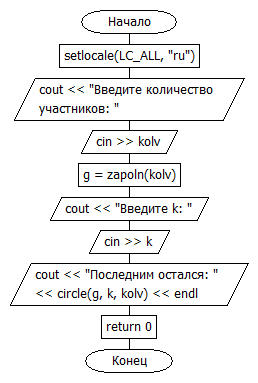 Начало
setlocale(LC_ALL, "ru")
cout << "Введите количество
участников: "
cin >> kolv
g = zapoln(kolv)
cout << "Введите k: "
cin >> k
cout << "Последним остался: "
<< circle(g, k, kolv) << endl
return 0
Конец